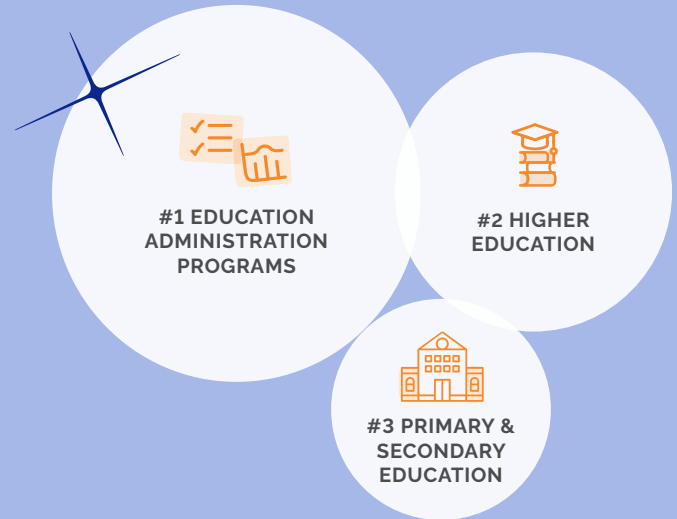 #1 EDUCATION
ADMINISTRATION
PROGRAMS
#2 HIGHER
EDUCATION
#3 PRIMARY &
SECONDARY
EDUCATION